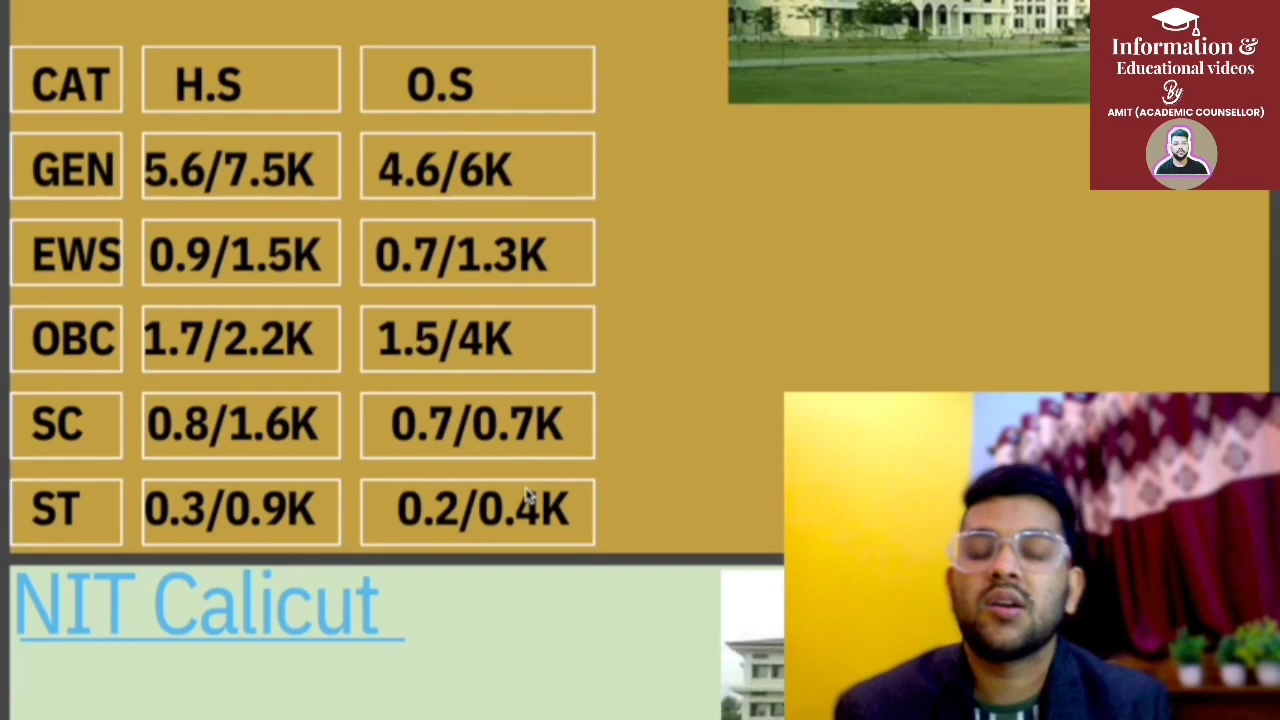 CAT H.S O.S
GEN 5.6/7.5K 4.6/6K
EWS 0.9/1.5K 0.7/1.3K
OBC 1.7/2.2K 1.5/4K
SC 0.8/1.6K 0.7/0.7K
ST 0.3/0.9K 0.2/0.4K
NIT Calicut
Information &
Educational videos
By
AMIT (ACADEMIC COUNSELLOR)